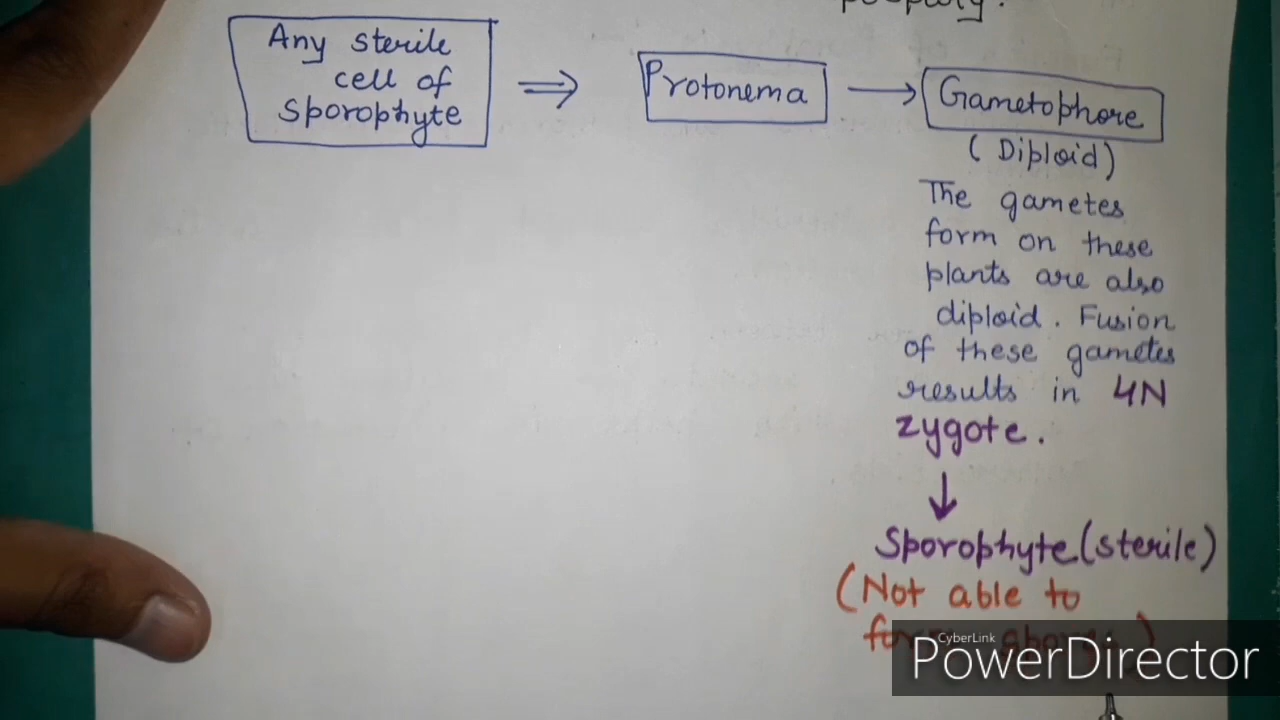 Any sterile
cell of
sporophyte
Protonema
Gametophore
(Diploid)
The gametes
form on these
plants are also
diploid. Fusion
of these gametes
results in 4N
zygote.
Sporophyte(sterile)
(Not able to
CyberLink
PowerDirector